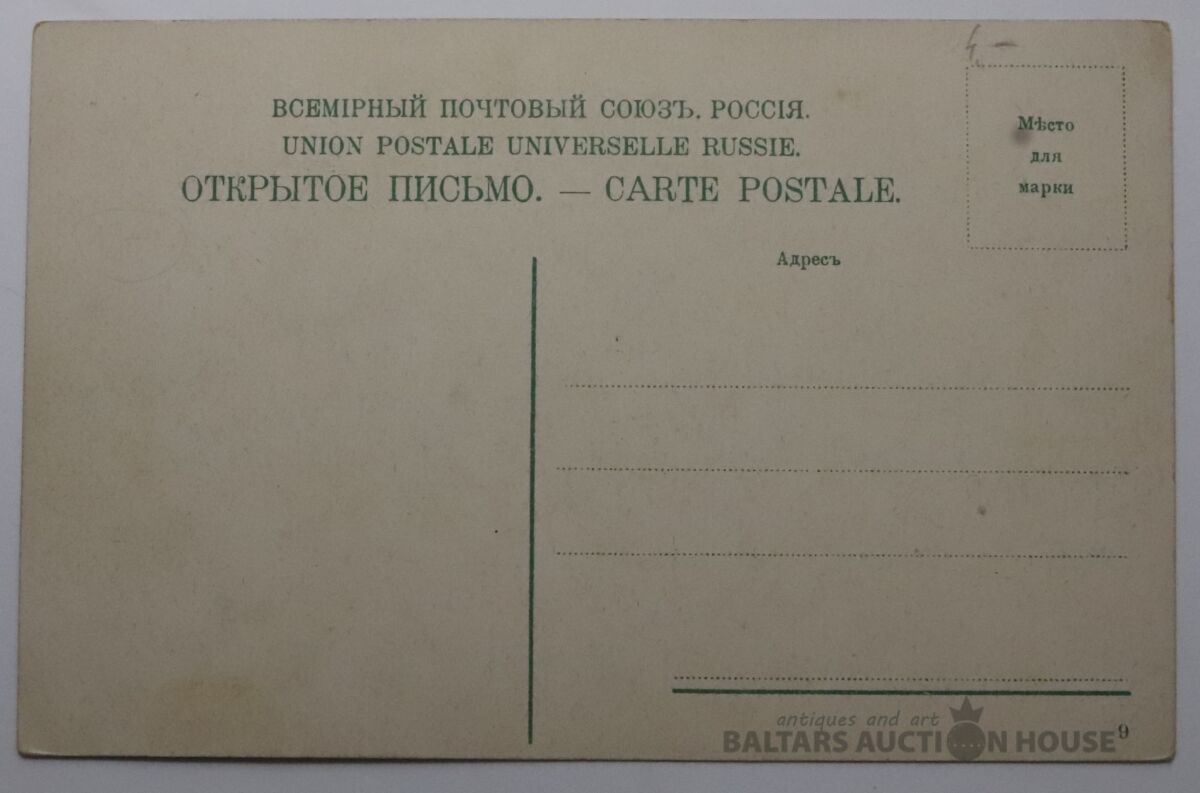 4.—
ВСЕМІРНЫЙ ПОЧТОВЫЙ СОЮЗЪ. РОССІЯ.
UNION POSTALE UNIVERSELLE RUSSIE.
ОТКРЫТОЕ ПИСЬМО. — CARTE POSTALE.
Мѣсто
для
марки
Адресъ
antiques and art
BALTARS AUCTION HOUSE
9